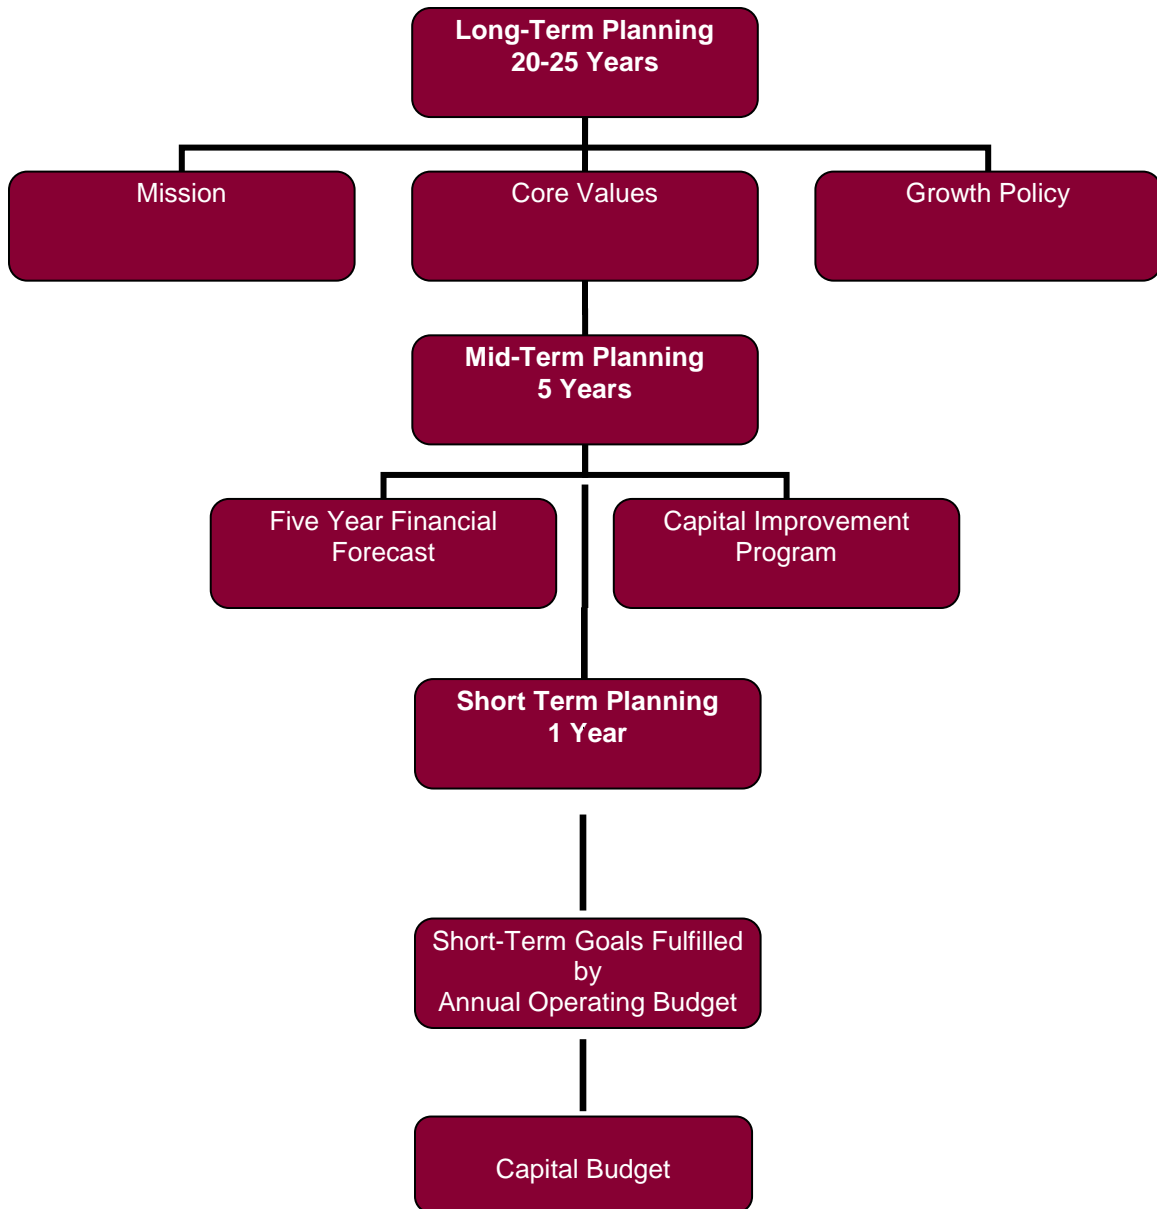 Long-Term Planning
20-25 Years
Mission
Core Values
Growth Policy
Mid-Term Planning
5 Years
Five Year Financial
Forecast
Capital Improvement
Program
Short Term Planning
1 Year
Short-Term Goals Fulfilled
by
Annual Operating Budget
Capital Budget